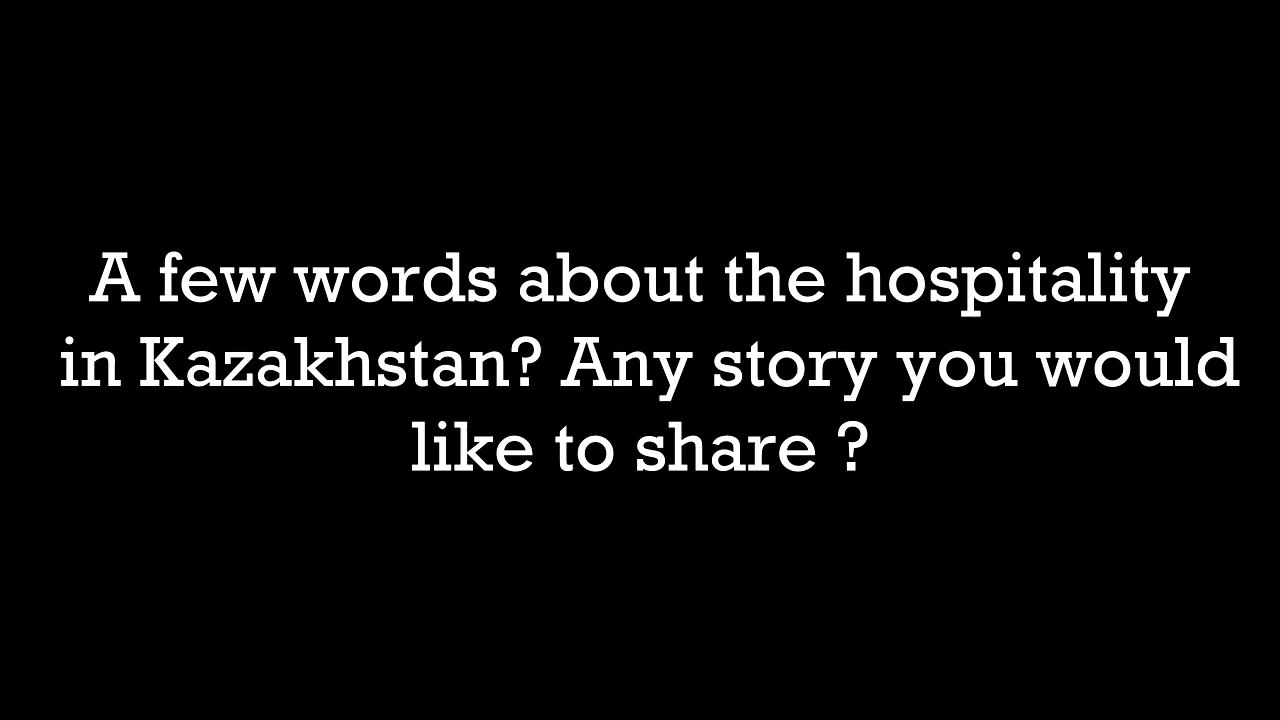 A few words about the hospitality
in Kazakhstan? Any story you would
like to share ?